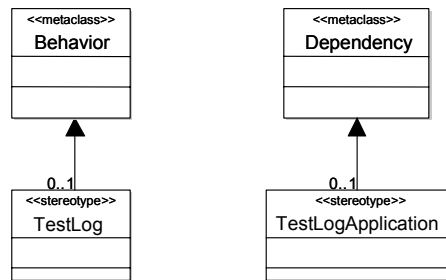 <<metaclass>>
Behavior
<<metaclass>>
Dependency
0..1
0..1
<<stereotype>>
TestLog
<<stereotype>>
TestLogApplication